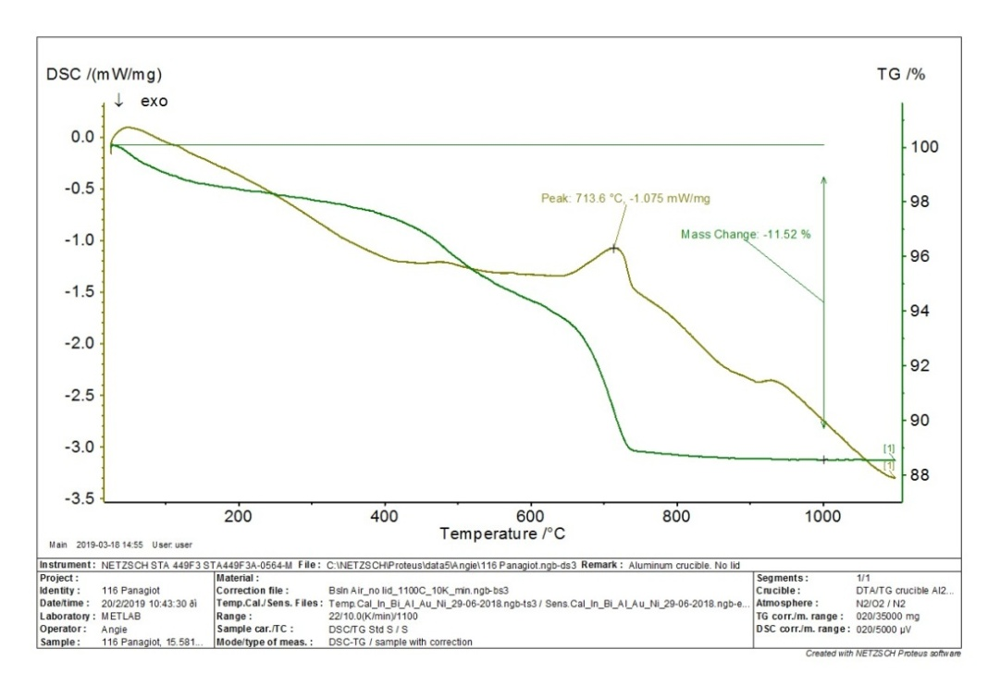 DSC /(mW/mg)
TG /%
↓ exo
0.0
-0.5
-1.0
-1.5
-2.0
-2.5
-3.0
-3.5
100
98
96
94
92
90
88
Peak: 713.6 °C, -1.075 mW/mg
Mass Change: -11.52 %
[1]
[1]
200 400 600 800 1000
Temperature /°C
Main 2019-03-18 14:55 User: user
Instrument: NETZSCH STA 449F3 STA449F3A-0564-M File: C:\NETZSCH\Proteus\data5\Angie\116 Panagiot.ngb-ds3 Remark: Aluminum crucible. No lid
Project:
Identity: 116 Panagiot
Date/time: 20/2/2019 10:43:30 ðì
Laboratory: METLAB
Operator: Angie
Sample: 116 Panagiot, 15.581...
Material:
Correction file: Bsln Air_no lid_1100C_10K_min.ngb-bs3
Temp.Cal./Sens. Files: Temp.Cal_In_Bi_Al_Au_Ni_29-06-2018.ngb-ts3 / Sens.Cal_In_Bi_Al_Au_Ni_29-06-2018.ngb-e...
Range: 22/10.0(K/min)/1100
Sample car./TC: DSC/TG Std S / S
Mode/type of meas.: DSC-TG / sample with correction
Segments: 1/1
Crucible: DTA/TG crucible Al2...
Atmosphere: N2/O2 / N2
TG corr./m. range: 020/35000 mg
DSC corr./m. range: 020/5000 µV
Created with NETZSCH Proteus software